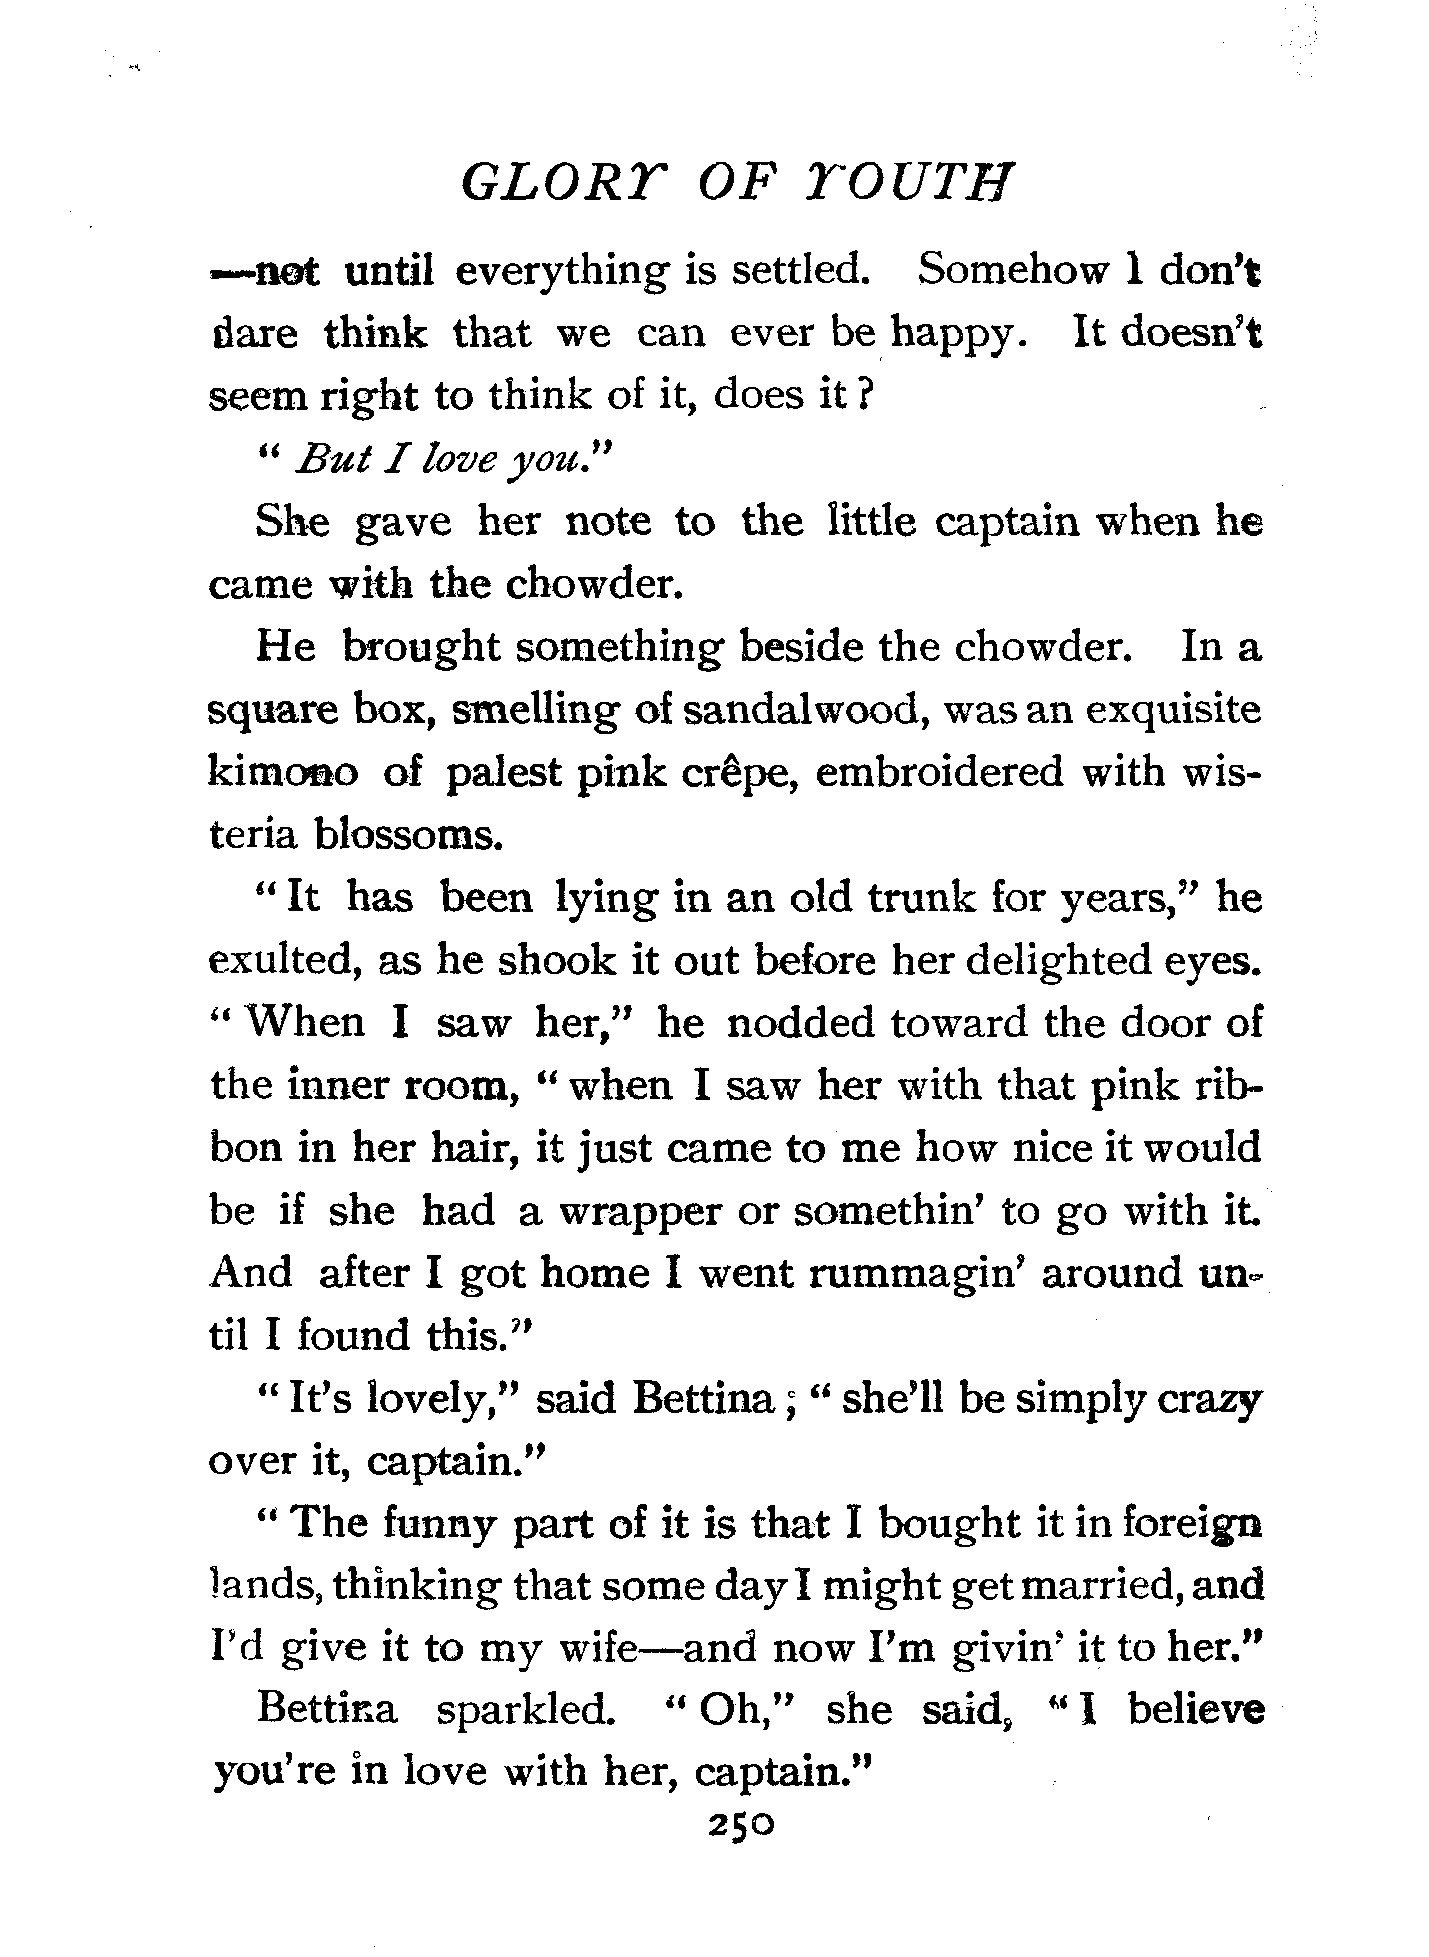 GLORY OF YOUTH
—not until everything is settled. Somehow I don't
dare think that we can ever be happy. It doesn't
seem right to think of it, does it?
" But I love you."
She gave her note to the little captain when he
came with the chowder.
He brought something beside the chowder. In a
square box, smelling of sandalwood, was an exquisite
kimono of palest pink crêpe, embroidered with wis-
teria blossoms.
" It has been lying in an old trunk for years," he
exulted, as he shook it out before her delighted eyes.
" When I saw her," he nodded toward the door of
the inner room, " when I saw her with that pink rib-
bon in her hair, it just came to me how nice it would
be if she had a wrapper or somethin' to go with it.
And after I got home I went rummagin' around un-
til I found this."
" It's lovely," said Bettina; " she'll be simply crazy
over it, captain."
" The funny part of it is that I bought it in foreign
lands, thinking that some day I might get married, and
I'd give it to my wife—and now I'm givin' it to her."
Bettina sparkled. " Oh," she said, " I believe
you're in love with her, captain."
250